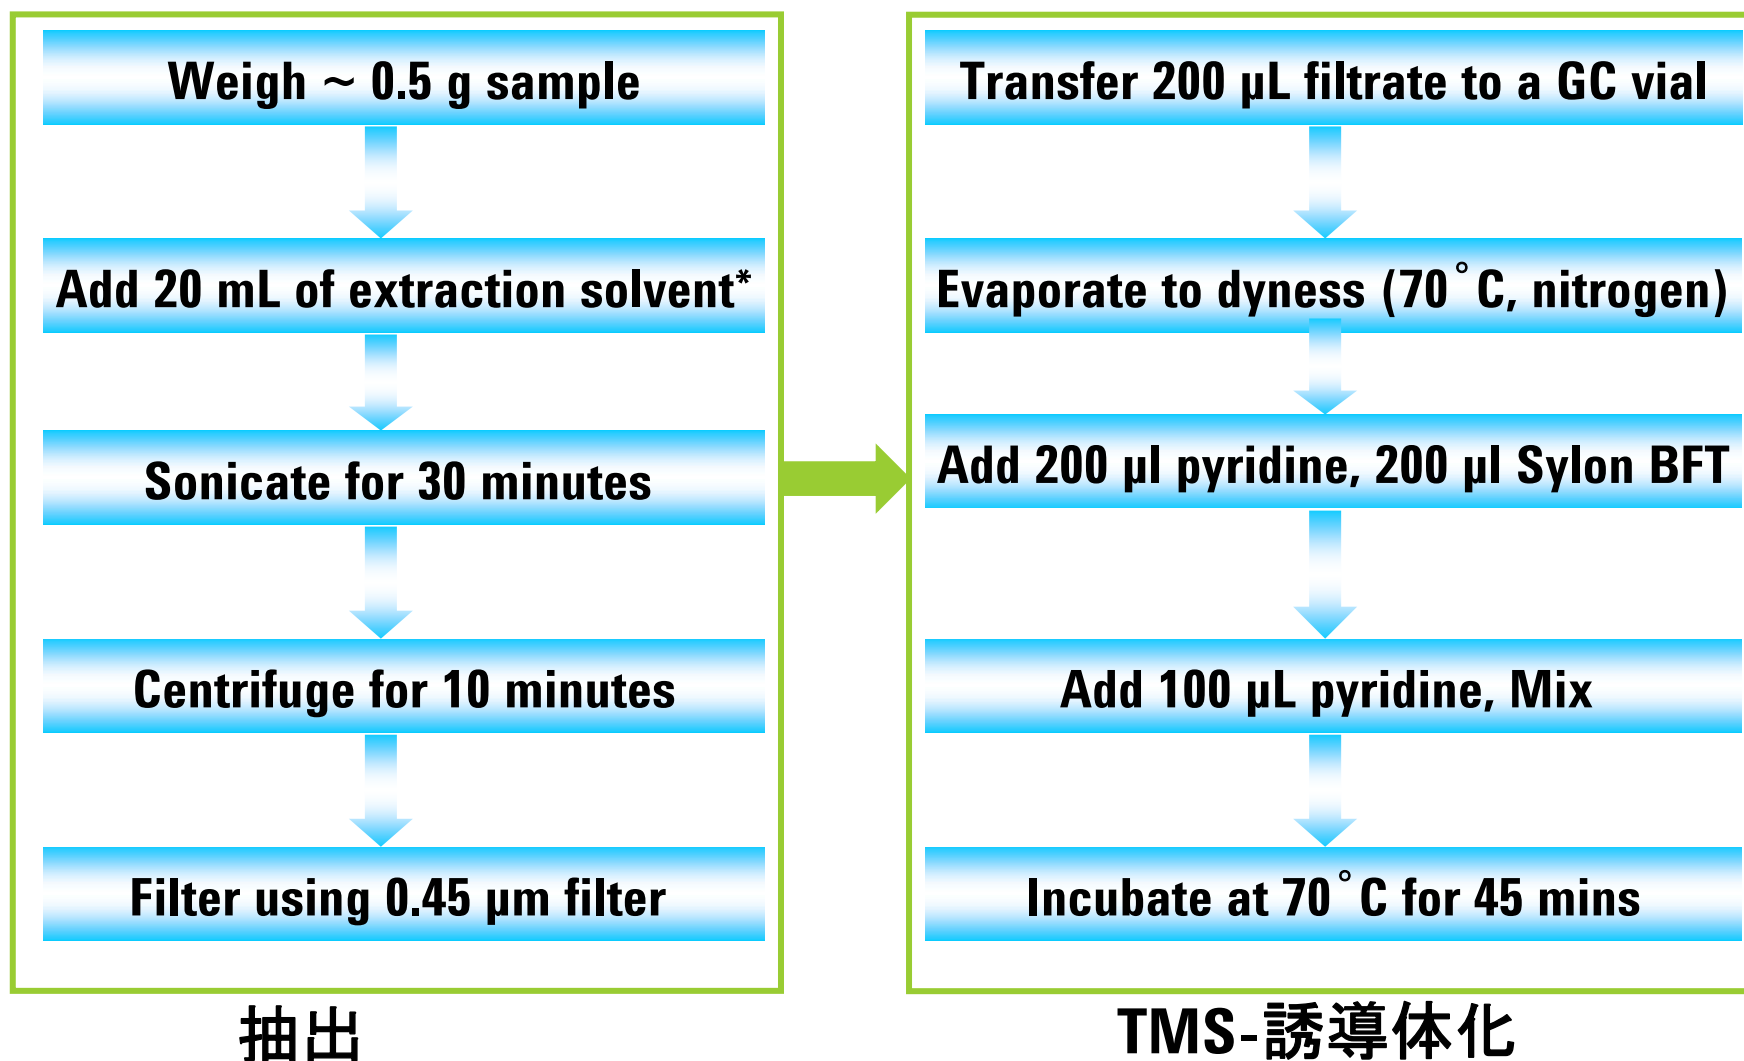 Weigh ~ 0.5 g sample
Add 20 mL of extraction solvent*
Sonicate for 30 minutes
Centrifuge for 10 minutes
Filter using 0.45 µm filter
抽出
Transfer 200 µL filtrate to a GC vial
Evaporate to dyness (70°C, nitrogen)
Add 200 µl pyridine, 200 µl Sylon BFT
Add 100 µL pyridine, Mix
Incubate at 70°C for 45 mins
TMS-誘導体化